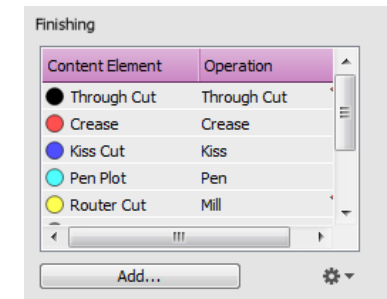 Finishing
Content Element Operation
Through Cut Through Cut
Crease Crease
Kiss Cut Kiss
Pen Plot Pen
Router Cut Mill
Add...